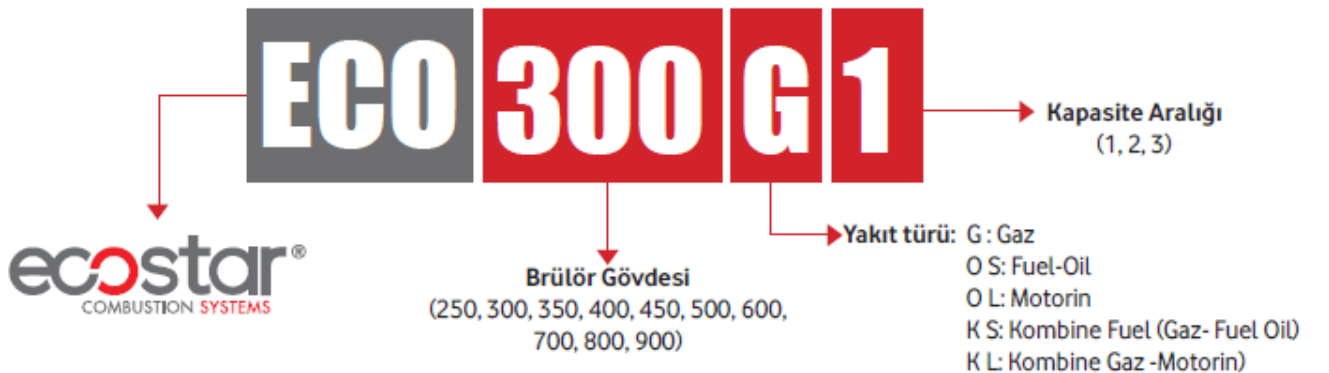 ECO 300 G 1
Kapasite Aralığı
(1, 2, 3)
ecostar®
COMBUSTION SYSTEMS
Brülör Gövdesi
(250, 300, 350, 400, 450, 500, 600,
700, 800, 900)
Yakıt türü: G : Gaz
O S: Fuel-Oil
O L: Motorin
K S: Kombine Fuel (Gaz- Fuel Oil)
K L: Kombine Gaz -Motorin)